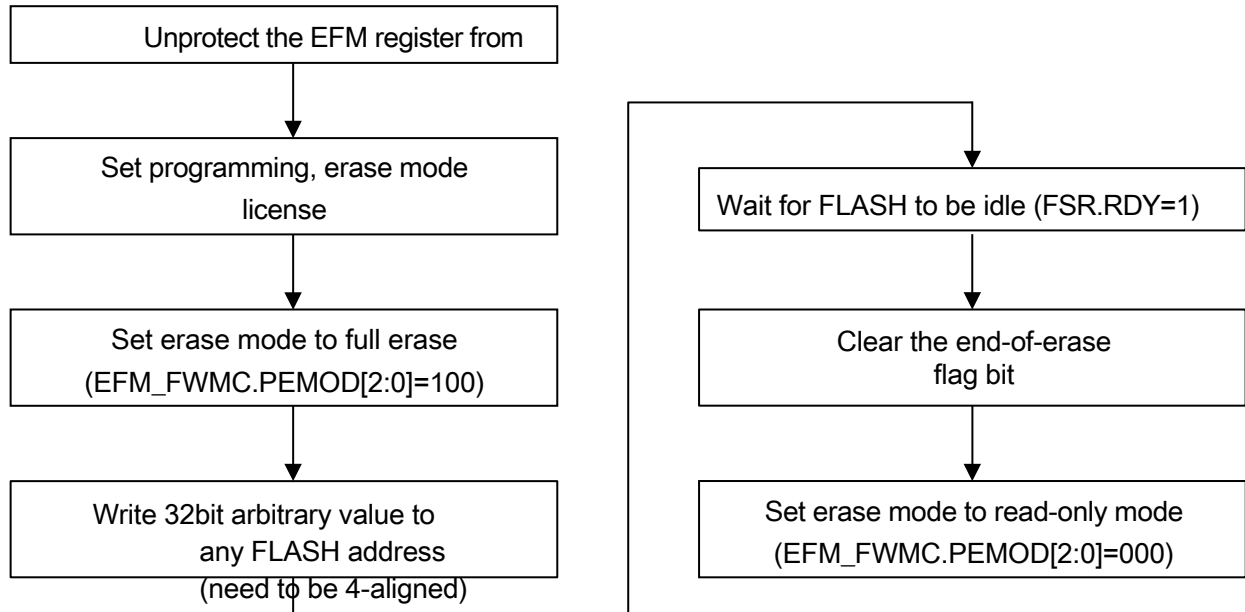 Unprotect the EFM register from
Set programming, erase mode
license
Set erase mode to full erase
(EFM_FWMC.PEMOD[2:0]=100)
Write 32bit arbitrary value to
any FLASH address
(need to be 4-aligned)
Wait for FLASH to be idle (FSR.RDY=1)
Clear the end-of-erase
flag bit
Set erase mode to read-only mode
(EFM_FWMC.PEMOD[2:0]=000)